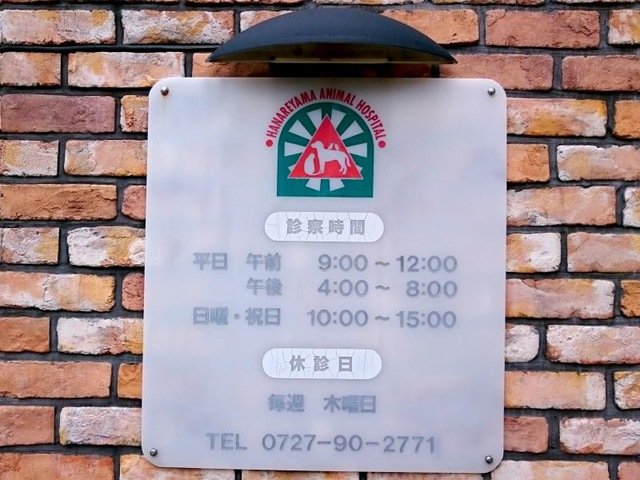 HANAREYAMA ANIMAL HOSPITAL
診察時間
平日 午前 9:00～12:00
午後 4:00～ 8:00
日曜・祝日 10:00～15:00
休診日
毎週 木曜日
TEL 0727-90-2771